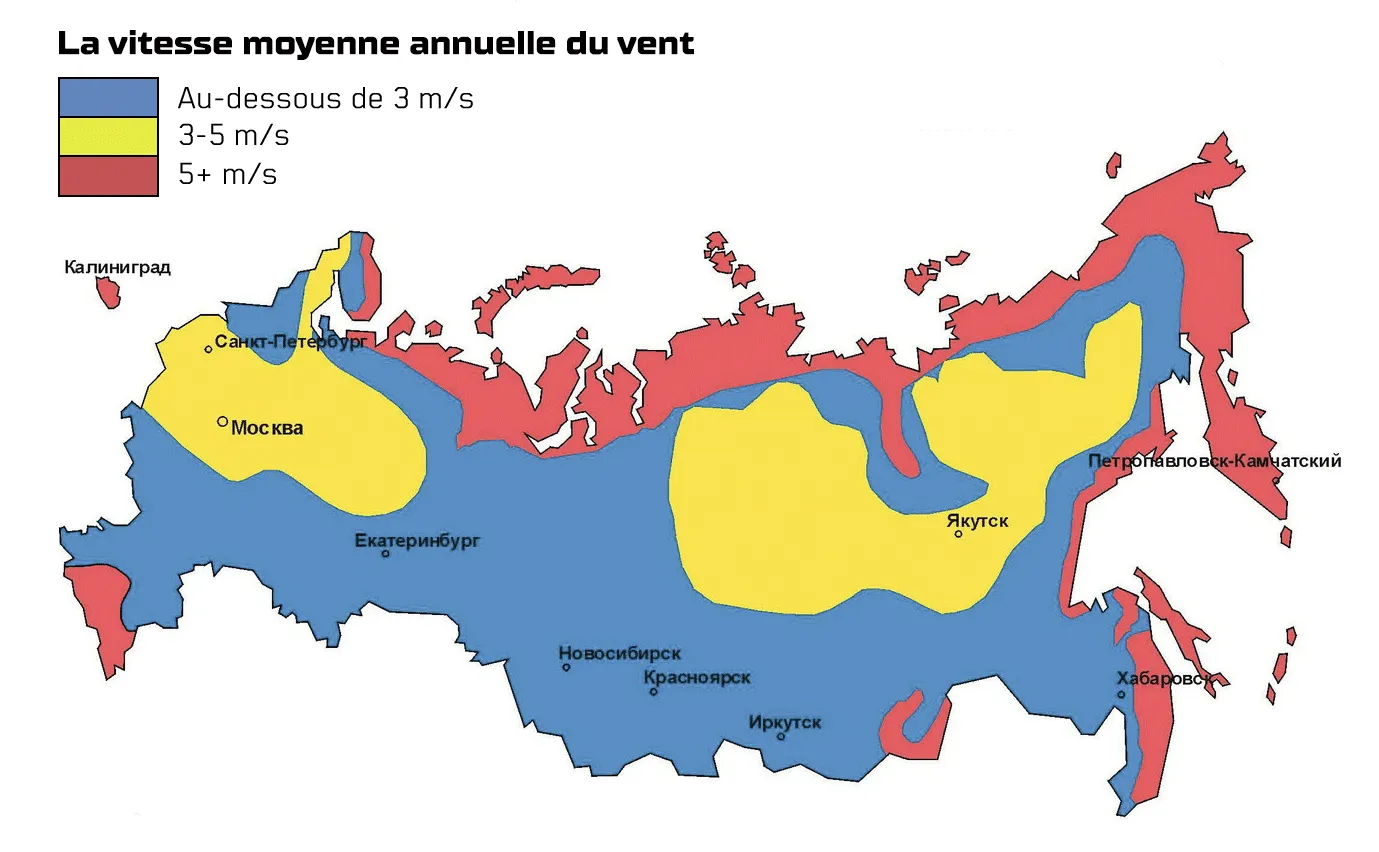 La vitesse moyenne annuelle du vent
Au-dessous de 3 m/s
3-5 m/s
5+ m/s
Калининград
Санкт-Петербург
Москва
Петропавловск-Камчатский
Якутск
Екатеринбург
Новосибирск
Красноярск
Хабаровск
Иркутск